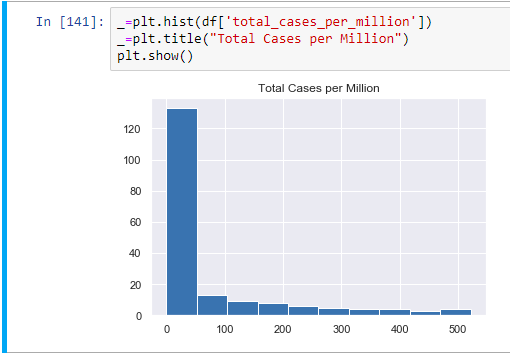 In [141]: _=plt.hist(df['total_cases_per_million'])
_=plt.title("Total Cases per Million")
plt.show()
Total Cases per Million
120
100
80
60
40
20
0
0 100 200 300 400 500